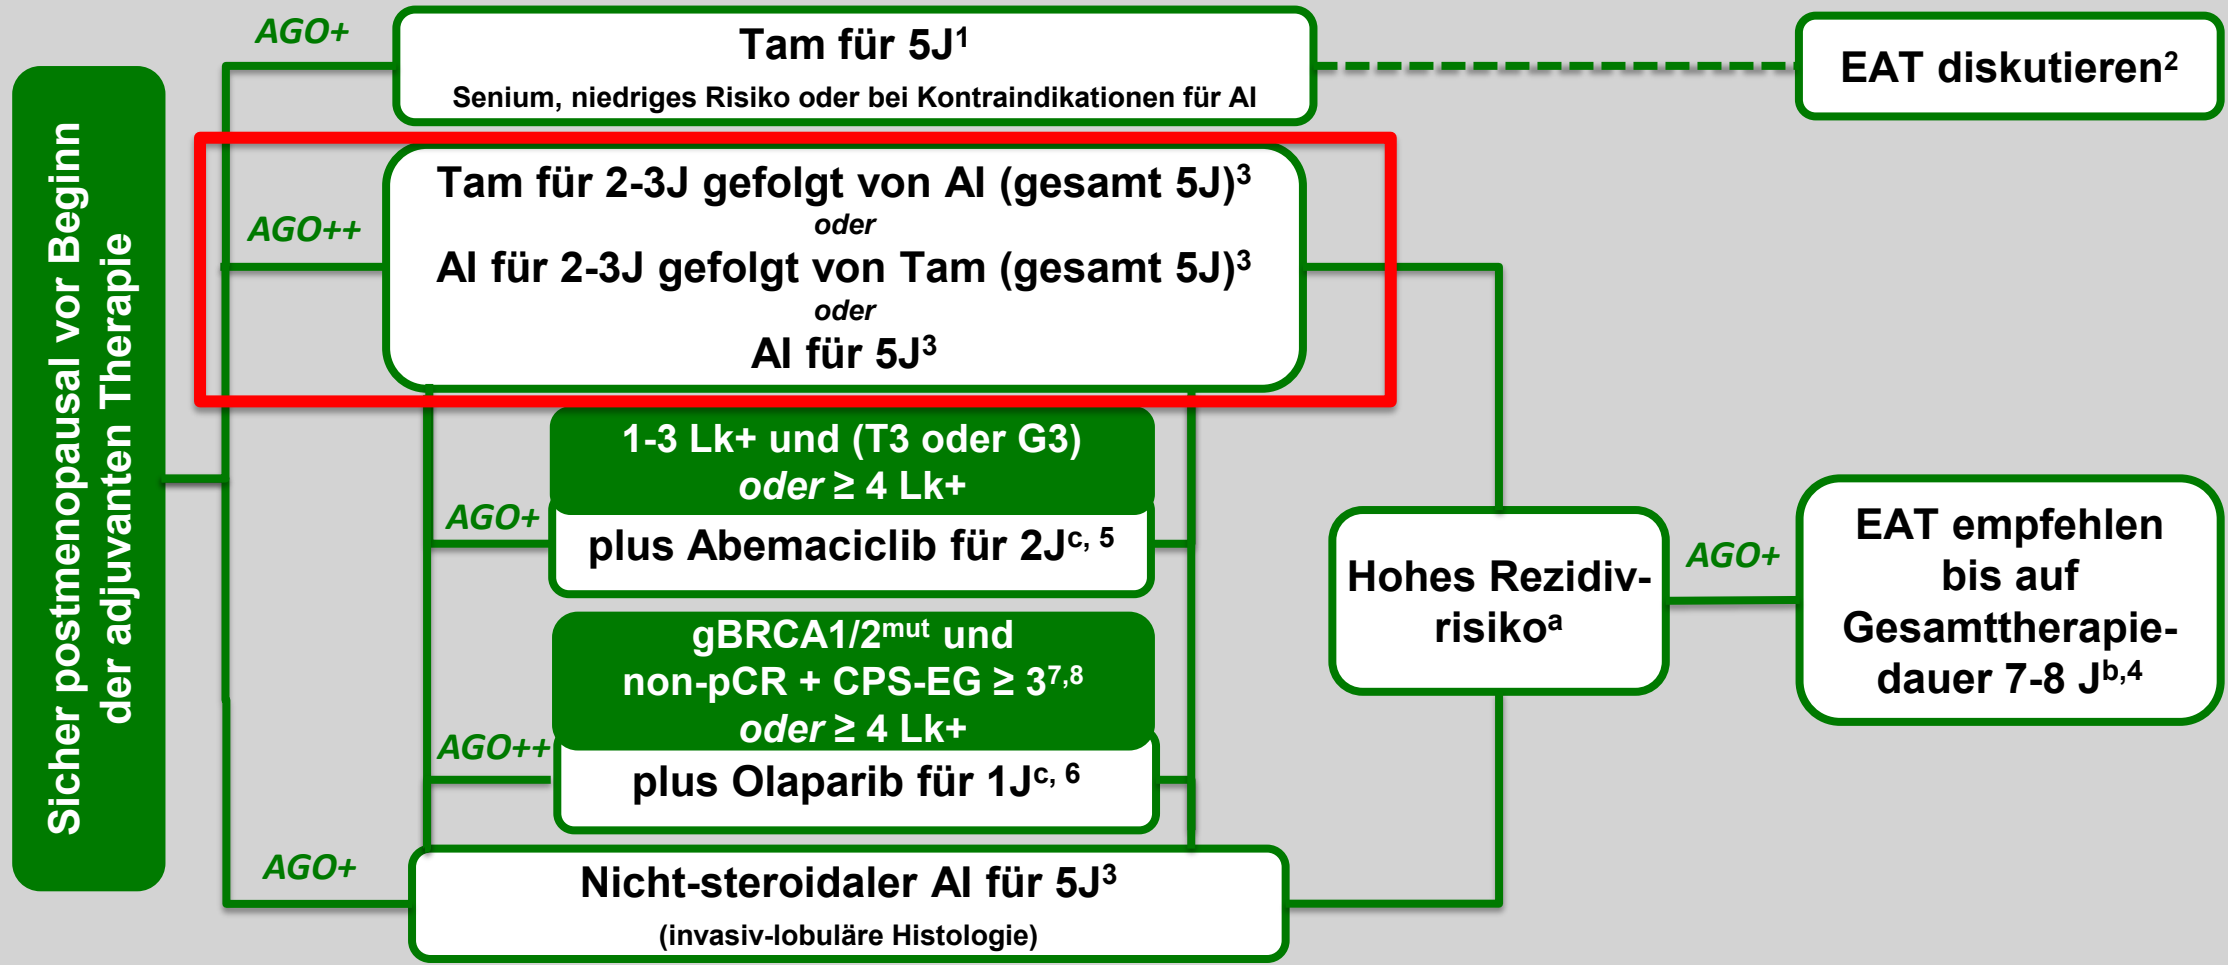 Sicher postmenopausal vor Beginn
der adjuvanten Therapie
AGO+
Tam für 5J¹
Senium, niedriges Risiko oder bei Kontraindikationen für AI
EAT diskutieren²
AGO++
Tam für 2-3J gefolgt von AI (gesamt 5J)³
oder
AI für 2-3J gefolgt von Tam (gesamt 5J)³
oder
AI für 5J³
1-3 Lk+ und (T3 oder G3)
oder ≥ 4 Lk+
AGO+
plus Abemaciclib für 2Jᶜ, ⁵
gBRCA1/2ᵐᵘᵗ und
non-pCR + CPS-EG ≥ 3⁷,⁸
oder ≥ 4 Lk+
AGO++
plus Olaparib für 1Jᶜ, ⁶
AGO+
Nicht-steroidaler AI für 5J³
(invasiv-lobuläre Histologie)
Hohes Rezidiv-
risikoᵃ
AGO+
EAT empfehlen
bis auf
Gesamttherapie-
dauer 7-8 Jᵇ,⁴